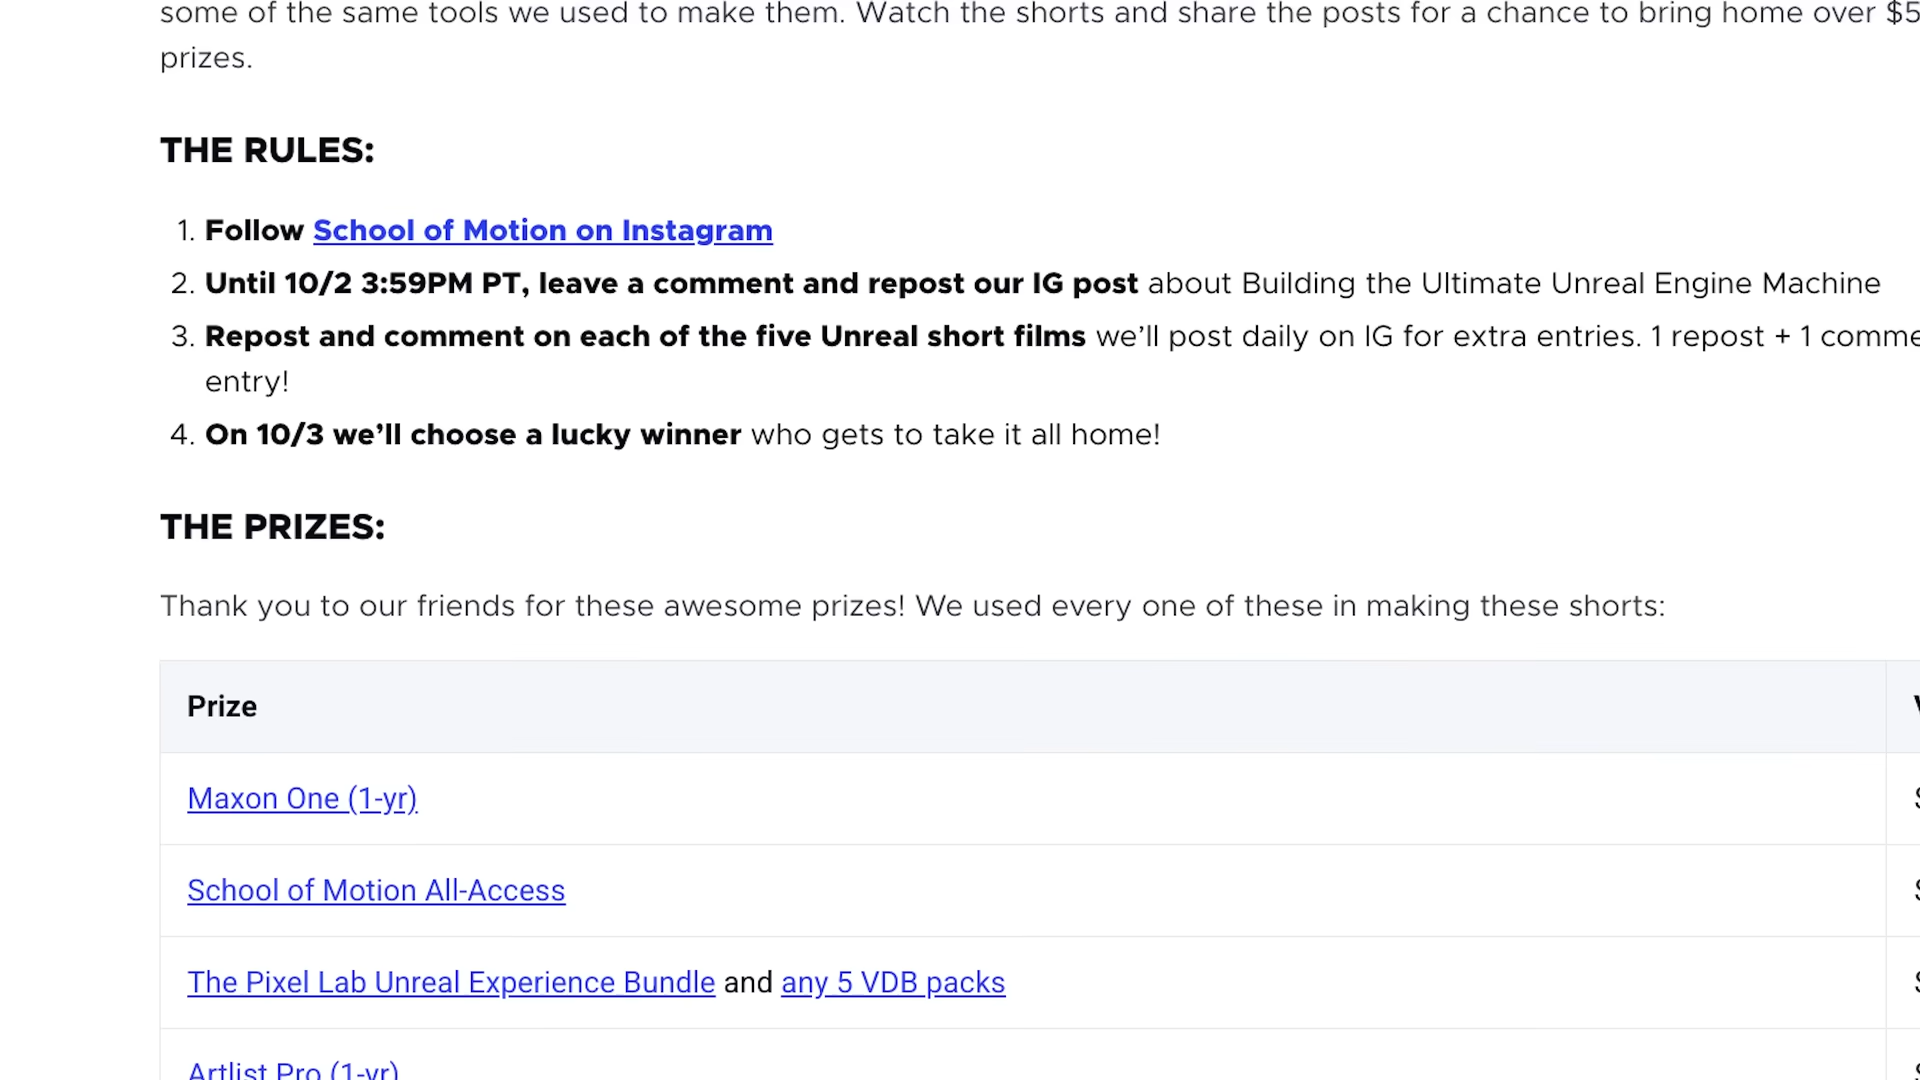 some of the same tools we used to make them. Watch the shorts and share the posts for a chance to bring home over $5
prizes.
THE RULES:
1. Follow School of Motion on Instagram
2. Until 10/2 3:59PM PT, leave a comment and repost our IG post about Building the Ultimate Unreal Engine Machine
3. Repost and comment on each of the five Unreal short films we’ll post daily on IG for extra entries. 1 repost + 1 comme
entry!
4. On 10/3 we’ll choose a lucky winner who gets to take it all home!
THE PRIZES:
Thank you to our friends for these awesome prizes! We used every one of these in making these shorts:
Prize
Maxon One (1-yr)
School of Motion All-Access
The Pixel Lab Unreal Experience Bundle and any 5 VDB packs
Artlist Pro (1-yr)